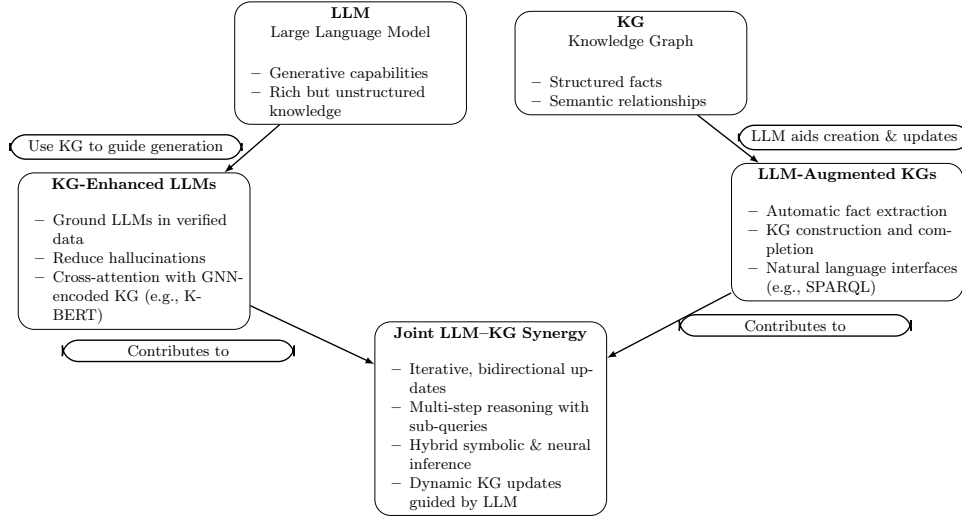 LLM
Large Language Model
– Generative capabilities
– Rich but unstructured
knowledge
KG
Knowledge Graph
– Structured facts
– Semantic relationships
Use KG to guide generation
LLM aids creation & updates
KG-Enhanced LLMs
– Ground LLMs in verified
data
– Reduce hallucinations
– Cross-attention with GNN-
encoded KG (e.g., K-
BERT)
LLM-Augmented KGs
– Automatic fact extraction
– KG construction and com-
pletion
– Natural language interfaces
(e.g., SPARQL)
Contributes to
Contributes to
Joint LLM–KG Synergy
– Iterative, bidirectional up-
dates
– Multi-step reasoning with
sub-queries
– Hybrid symbolic & neural
inference
– Dynamic KG updates
guided by LLM